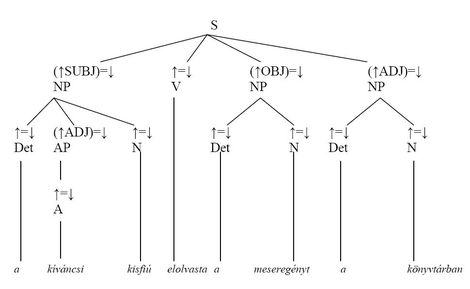 S
(↑SUBJ)=↓ ↑=↓ (↑OBJ)=↓ (↑ADJ)=↓
NP V NP NP
↑=↓ (↑ADJ)=↓ ↑=↓ ↑=↓ ↑=↓ ↑=↓ ↑=↓
Det AP N Det N Det N
↑=↓
A
a kíváncsi kisfiú elolvasta a meseregényt a könyvtárban